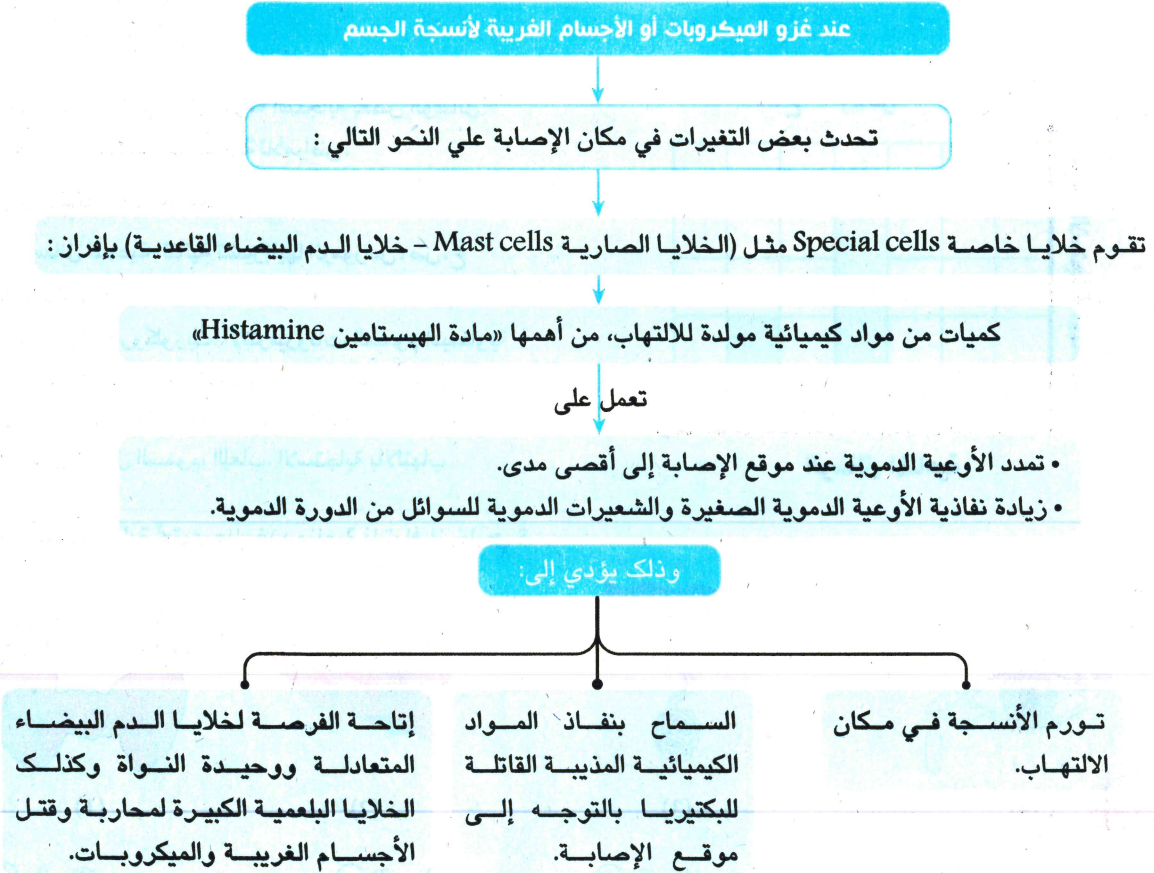 عند غزو الميكروبات أو الأجسام الغريبة لأنسجة الجسم
تحدث بعض التغيرات في مكان الإصابة علي النحو التالي :
تقوم خلايا خاصة Special cells مثل (الخلايا الصارية Mast cells – خلايا الدم البيضاء القاعدية) بإفراز :
كميات من مواد كيميائية مولدة للالتهاب، من أهمها «مادة الهيستامين Histamine»
تعمل على
• تمدد الأوعية الدموية عند موقع الإصابة إلى أقصى مدى.
• زيادة نفاذية الأوعية الدموية الصغيرة والشعيرات الدموية للسوائل من الدورة الدموية.
وذلك يؤدي إلى:
تورم الأنسجة في مكان
الالتهاب.
السماح بنفاذ المواد
الكيميائية المذيبة القاتلة
للبكتيريا بالتوجه إلى
موقع الإصابة.
إتاحة الفرصة لخلايا الدم البيضاء
المتعادلة ووحيدة النواة وكذلك
الخلايا البلعمية الكبيرة لمحاربة وقتل
الأجسام الغريبة والميكروبات.